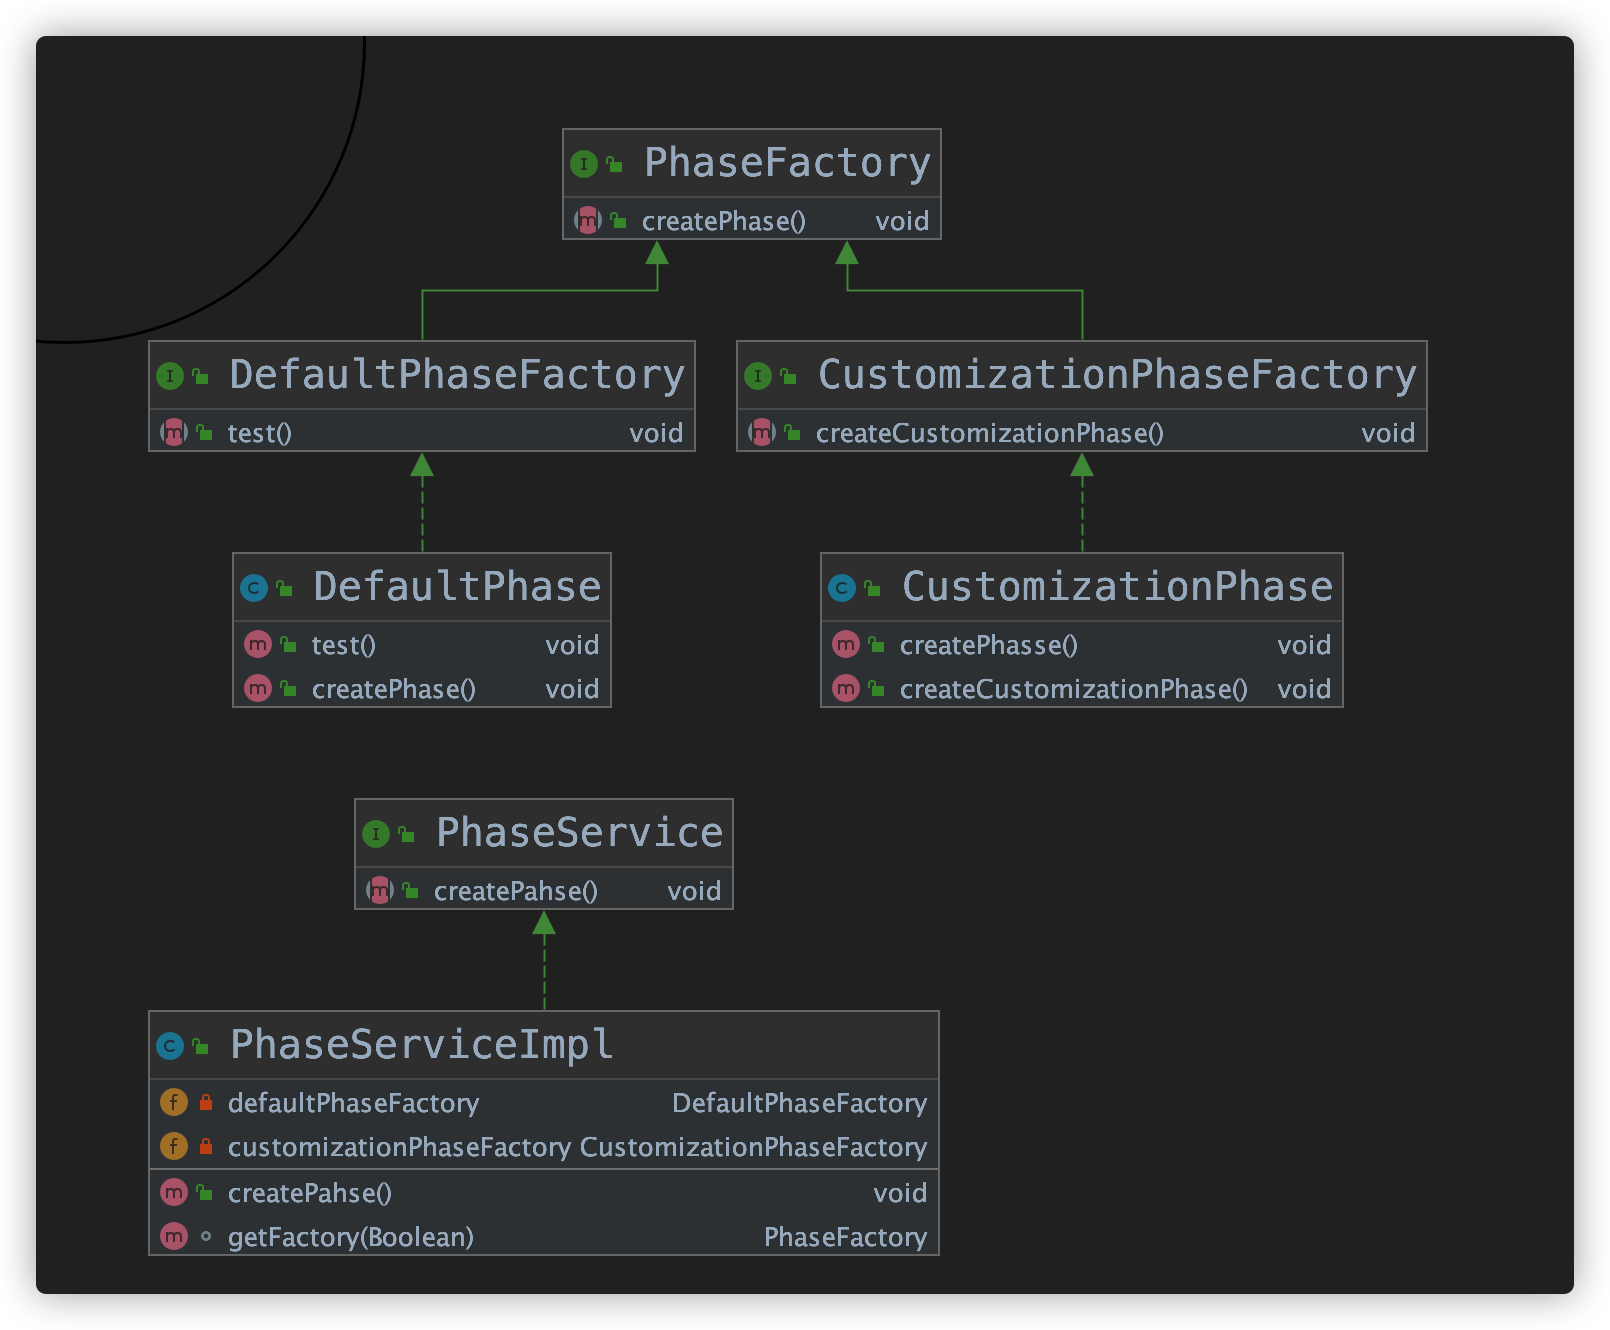 PhaseFactory
createPhase() void
DefaultPhaseFactory
test() void
CustomizationPhaseFactory
createCustomizationPhase() void
DefaultPhase
test() void
createPhase() void
CustomizationPhase
createPhasse() void
createCustomizationPhase() void
PhaseService
createPahse() void
PhaseServiceImpl
defaultPhaseFactory DefaultPhaseFactory
customizationPhaseFactory CustomizationPhaseFactory
createPahse() void
getFactory(Boolean) PhaseFactory